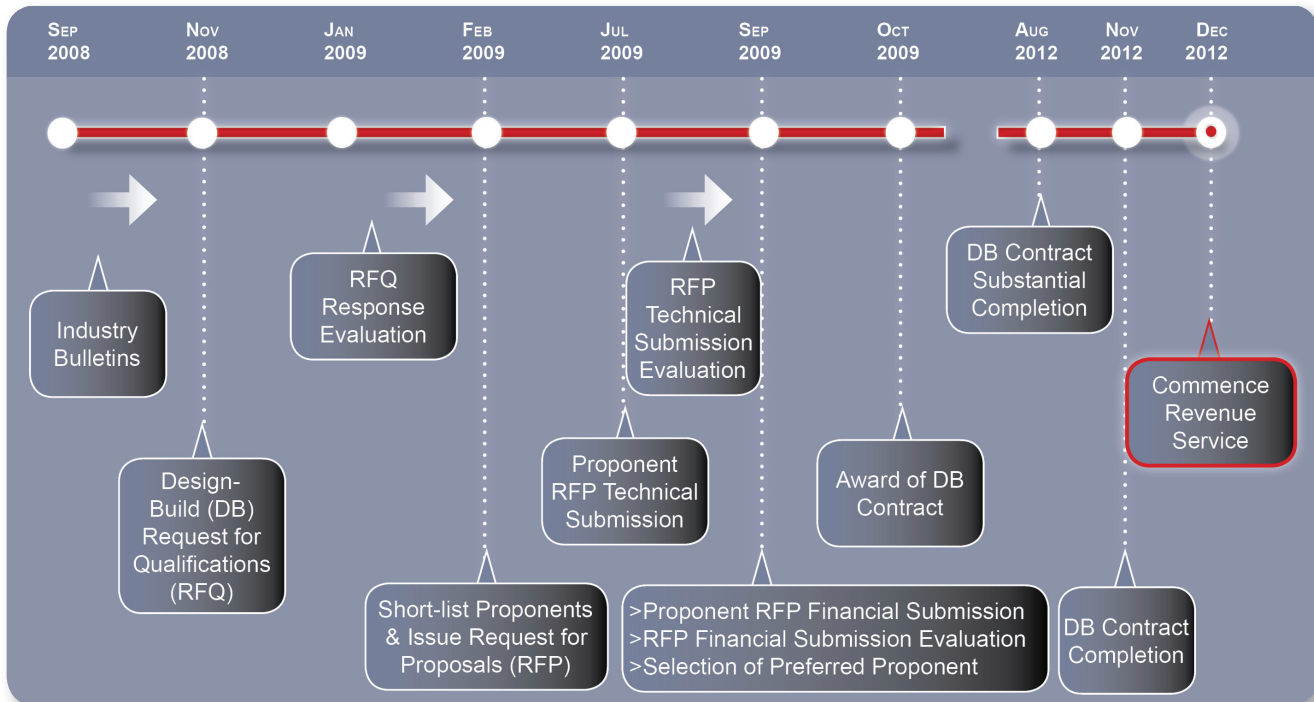 SEP
2008
NOV
2008
JAN
2009
FEB
2009
JUL
2009
SEP
2009
OCT
2009
AUG
2012
NOV
2012
DEC
2012
Industry
Bulletins
Design-
Build (DB)
Request for
Qualifications
(RFQ)
RFQ
Response
Evaluation
Short-list Proponents
& Issue Request for
Proposals (RFP)
Proponent
RFP Technical
Submission
RFP
Technical
Submission
Evaluation
>Proponent RFP Financial Submission
>RFP Financial Submission Evaluation
>Selection of Preferred Proponent
Award of DB
Contract
DB Contract
Substantial
Completion
DB Contract
Completion
Commence
Revenue
Service